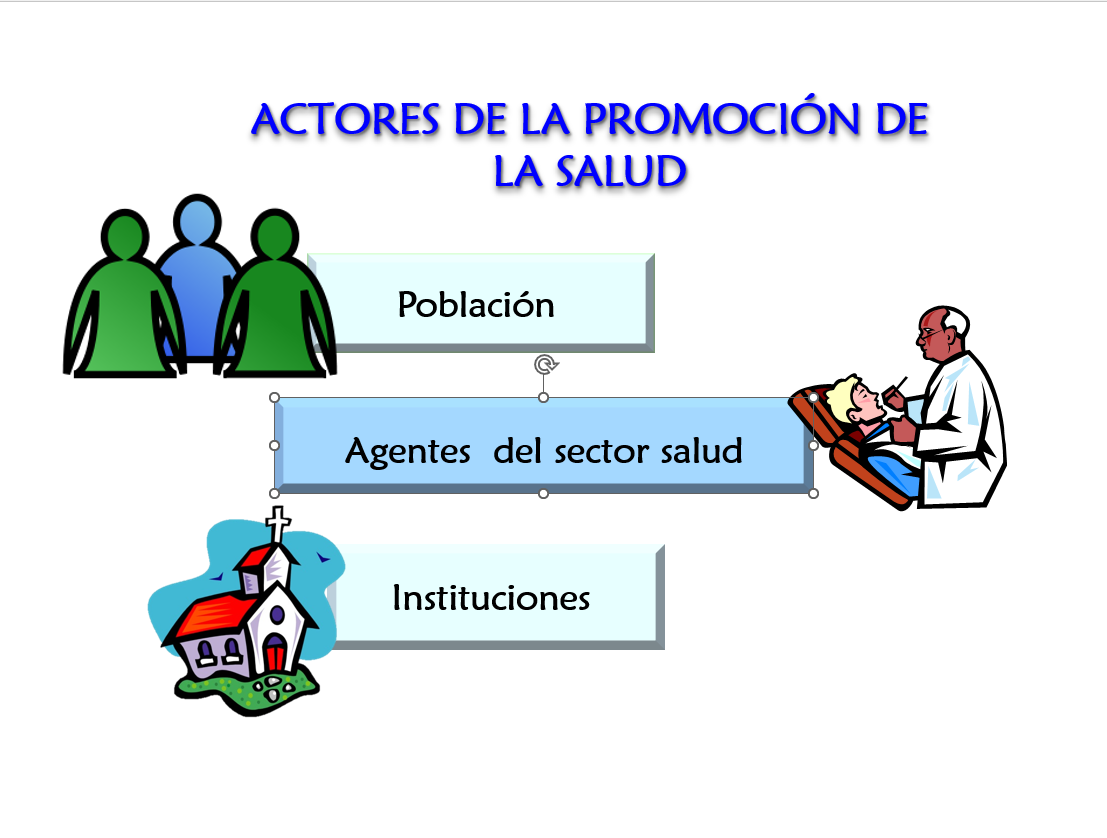 ACTORES DE LA PROMOCIÓN DE
LA SALUD
Población
Agentes  del sector salud
Instituciones